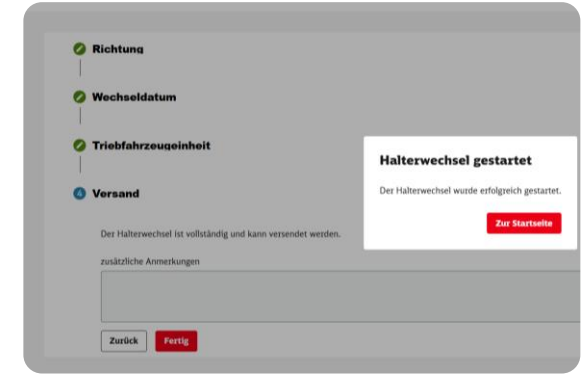 Richtung
Wechseldatum
Triebfahrzeugeinheit
4 Versand
Der Halterwechsel ist vollständig und kann versendet werden.
zusätzliche Anmerkungen
Zurück Fertig
Halterwechsel gestartet
Der Halterwechsel wurde erfolgreich gestartet.
Zur Startseite